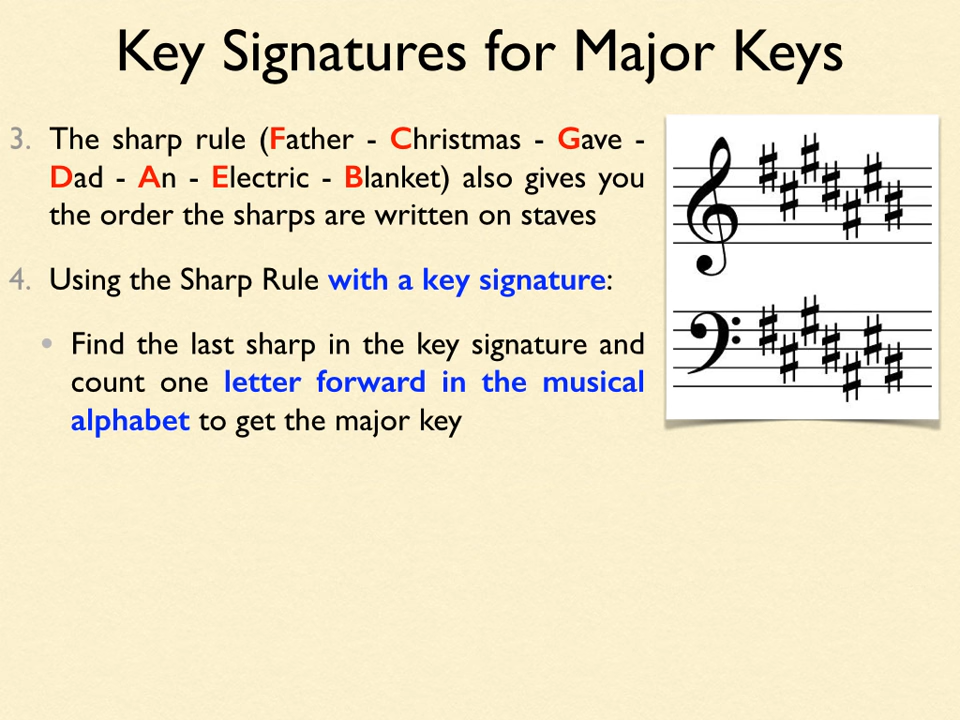 Key Signatures for Major Keys
3. The sharp rule (Father - Christmas - Gave -
Dad - An - Electric - Blanket) also gives you
the order the sharps are written on staves
4. Using the Sharp Rule with a key signature:
• Find the last sharp in the key signature and
count one letter forward in the musical
alphabet to get the major key